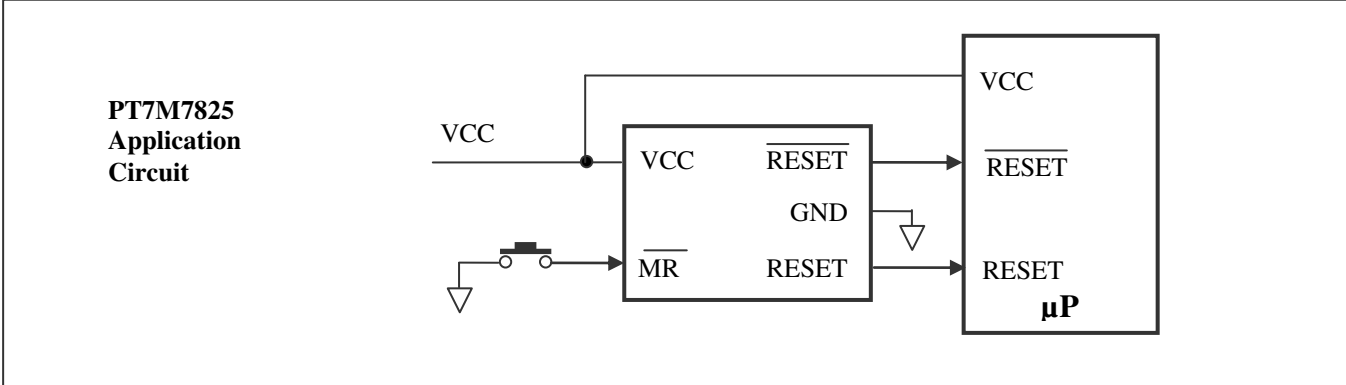 PT7M7825
Application
Circuit
VCC
VCC
RESET
GND
MR
RESET
VCC
RESET
RESET
µP